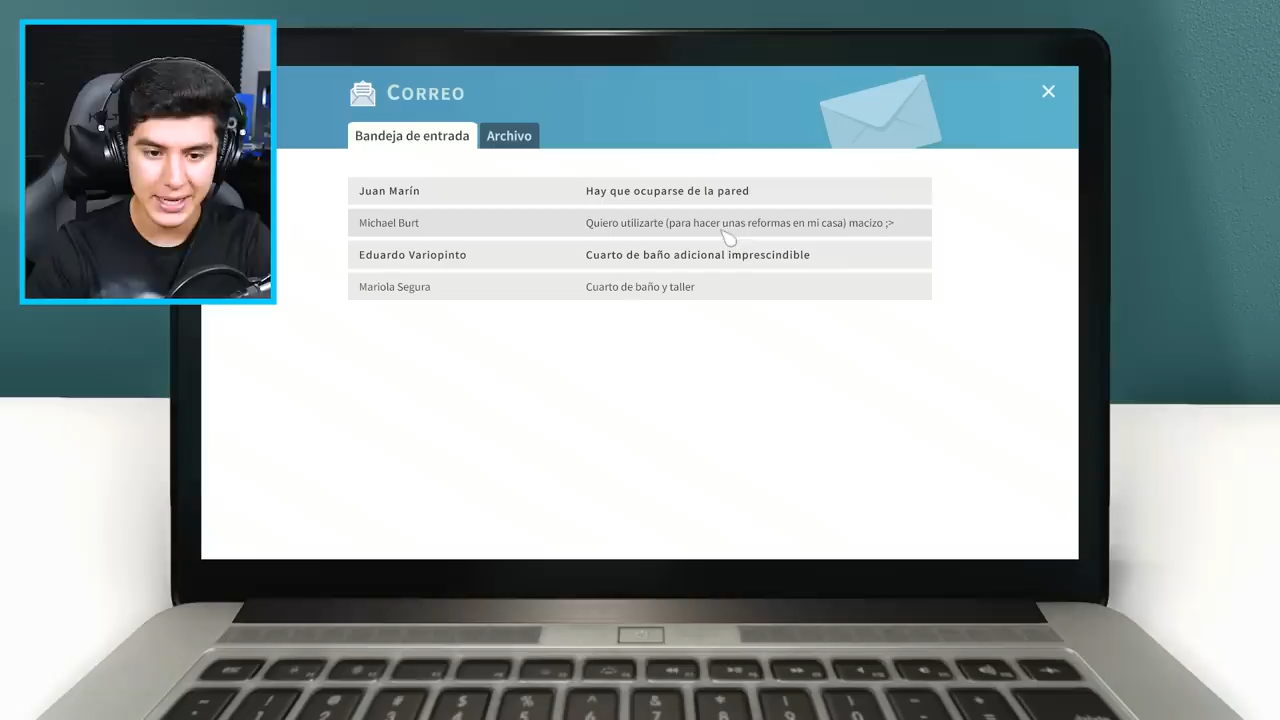 Correo
Bandeja de entrada
Archivo
Juan Marín Hay que ocuparse de la pared
Michael Burt Quiero utilizarte (para hacer unas reformas en mi casa) macizo ;>
Eduardo Variopinto Cuarto de baño adicional imprescindible
Mariola Segura Cuarto de baño y taller